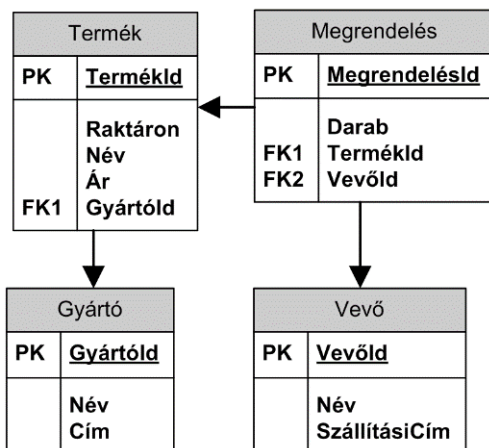 Termék
PK TermékId
Raktáron
Név
Ár
FK1 GyártóId
Megrendelés
PK MegrendelésId
Darab
FK1 TermékId
FK2 VevőId
Gyártó
PK GyártóId
Név
Cím
Vevő
PK VevőId
Név
SzállításiCím